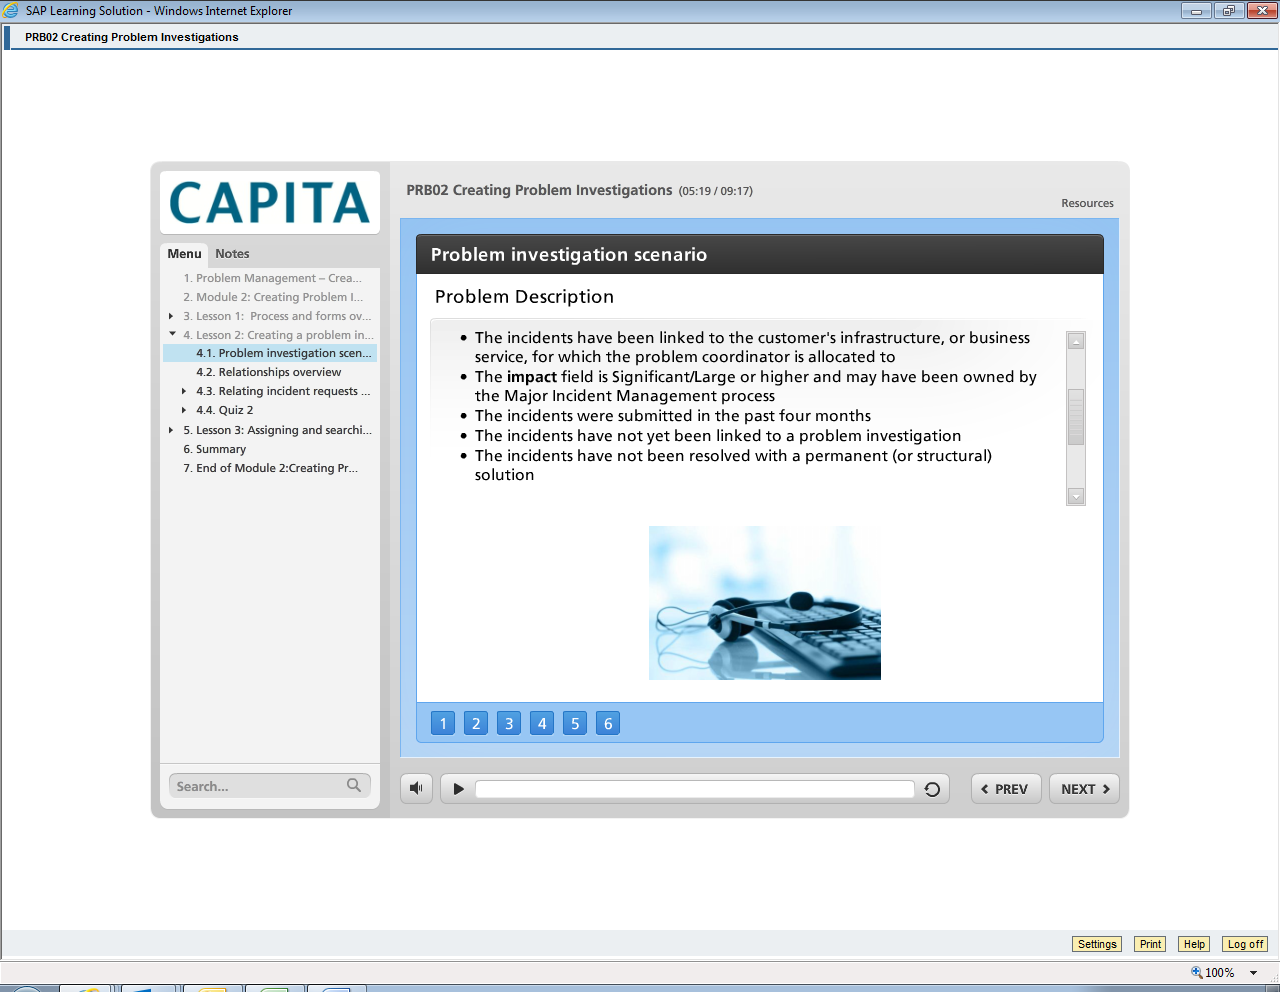 SAP Learning Solution - Windows Internet Explorer
PRB02 Creating Problem Investigations
CAPITA
PRB02 Creating Problem Investigations (05:19 / 09:17)
Resources
Menu Notes
1. Problem Management – Crea...
2. Module 2: Creating Problem I...
3. Lesson 1: Process and forms ov...
4. Lesson 2: Creating a problem in...
4.1. Problem investigation scen...
4.2. Relationships overview
4.3. Relating incident requests ...
4.4. Quiz 2
5. Lesson 3: Assigning and searchi...
6. Summary
7. End of Module 2:Creating Pr...
Search...
Problem investigation scenario
Problem Description
• The incidents have been linked to the customer's infrastructure, or business
service, for which the problem coordinator is allocated to
• The impact field is Significant/Large or higher and may have been owned by
the Major Incident Management process
• The incidents were submitted in the past four months
• The incidents have not yet been linked to a problem investigation
• The incidents have not been resolved with a permanent (or structural)
solution
1 2 3 4 5 6
PREV NEXT
Settings Print Help Log off
100%